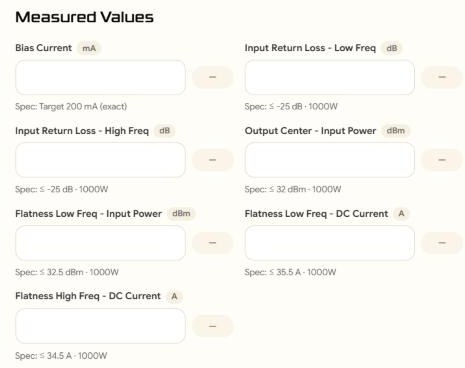 Measured Values
Bias Current mA
Input Return Loss - Low Freq dB
–
–
Spec: Target 200 mA (exact)
Spec: ≤ -25 dB · 1000W
Input Return Loss - High Freq dB
Output Center - Input Power dBm
–
–
Spec: ≤ -25 dB · 1000W
Spec: ≤ 32 dBm · 1000W
Flatness Low Freq - Input Power dBm
Flatness Low Freq - DC Current A
–
–
Spec: ≤ 32.5 dBm · 1000W
Spec: ≤ 35.5 A · 1000W
Flatness High Freq - DC Current A
–
Spec: ≤ 34.5 A · 1000W